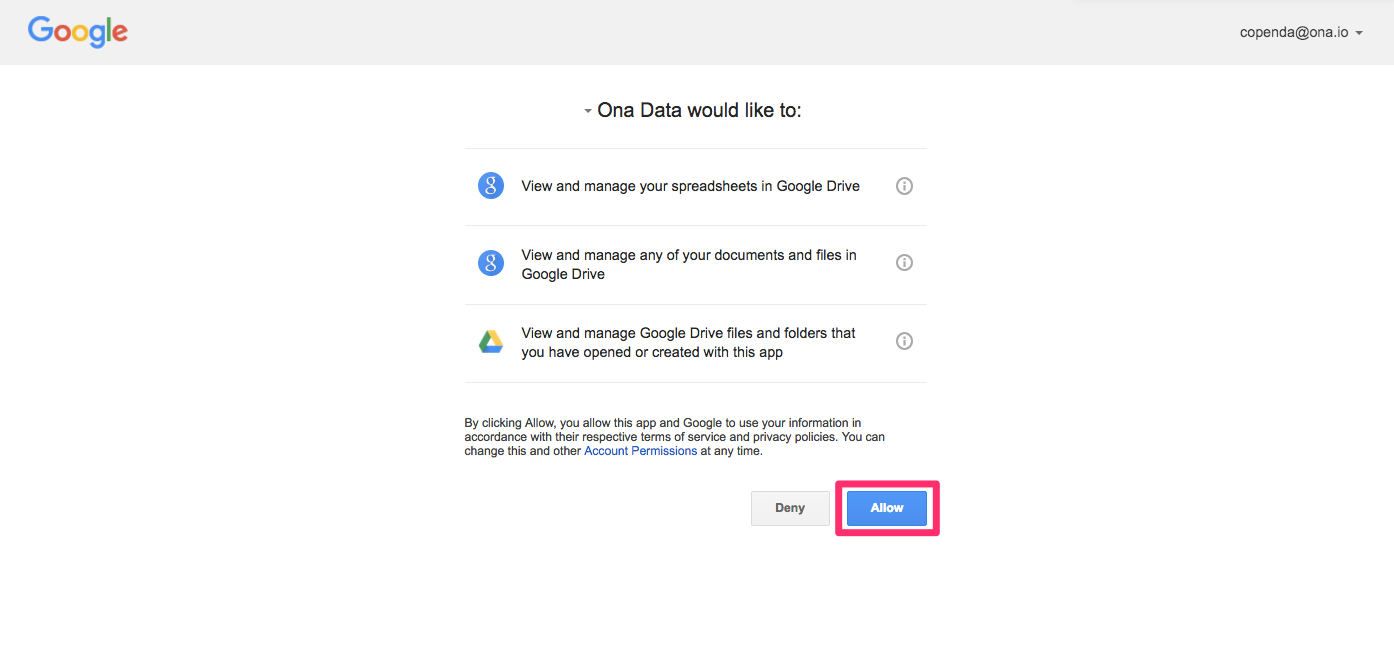 Google
copenda@ona.io
Ona Data would like to:
View and manage your spreadsheets in Google Drive
View and manage any of your documents and files in
Google Drive
View and manage Google Drive files and folders that
you have opened or created with this app
By clicking Allow, you allow this app and Google to use your information in
accordance with their respective terms of service and privacy policies. You can
change this and other Account Permissions at any time.
Deny
Allow